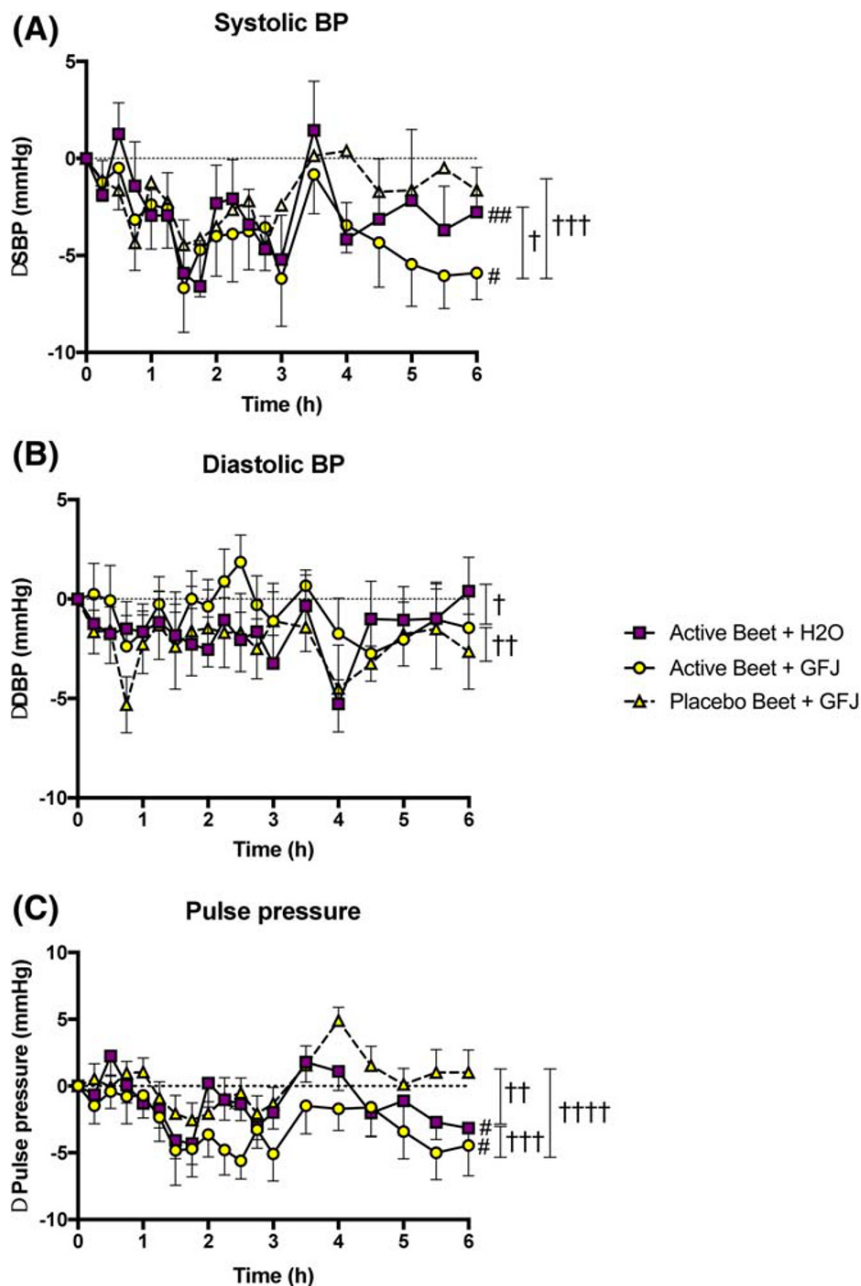 (A)
Systolic BP
5
0
-5
-10
DSBP (mmHg)
0 1 2 3 4 5 6
Time (h)
##
#
†
†††
(B)
Diastolic BP
5
0
-5
-10
DDBP (mmHg)
0 1 2 3 4 5 6
Time (h)
†
††
Active Beet + H2O
Active Beet + GFJ
Placebo Beet + GFJ
(C)
Pulse pressure
10
5
0
-5
-10
D Pulse pressure (mmHg)
0 1 2 3 4 5 6
Time (h)
#
#
††
†††
††††